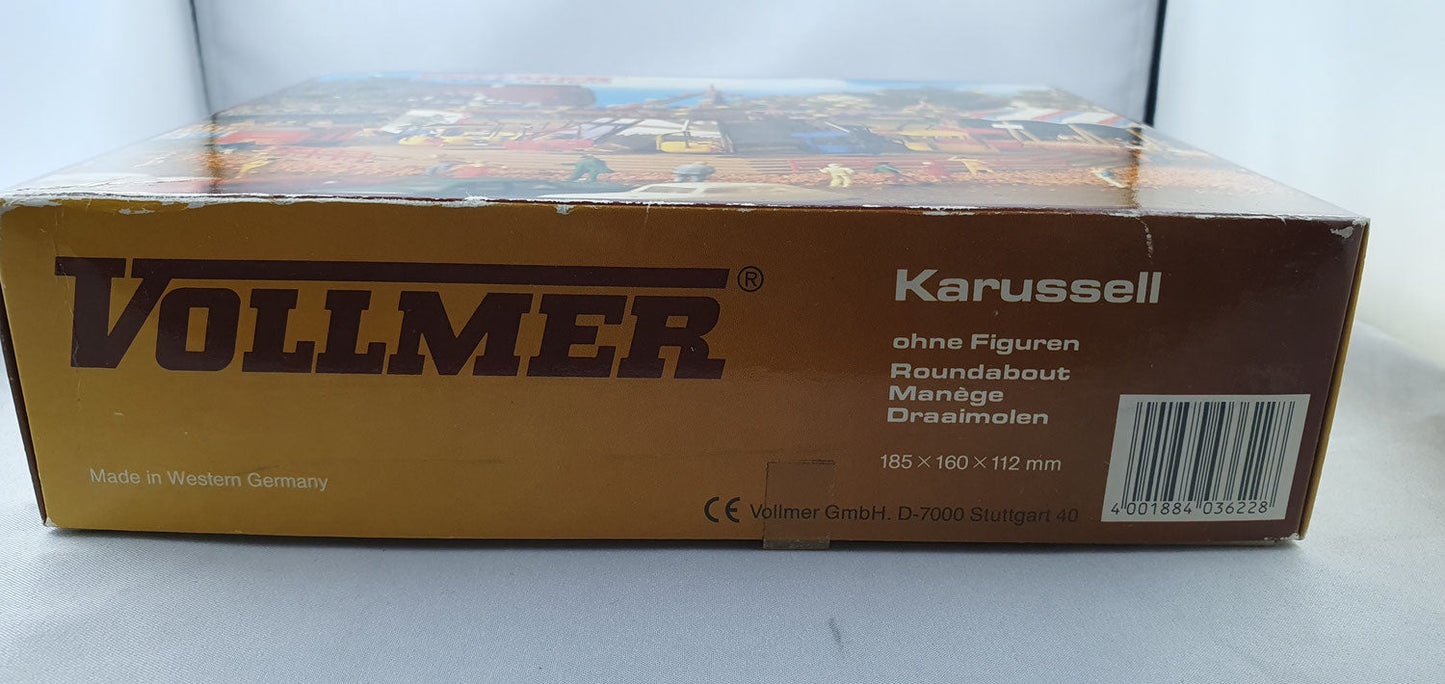 VOLLMER®
Karussell
ohne Figuren
Roundabout
Manège
Draaimolen
185 × 160 × 112 mm
Made in Western Germany
CE Vollmer GmbH. D-7000 Stuttgart 40
4 001884 036228